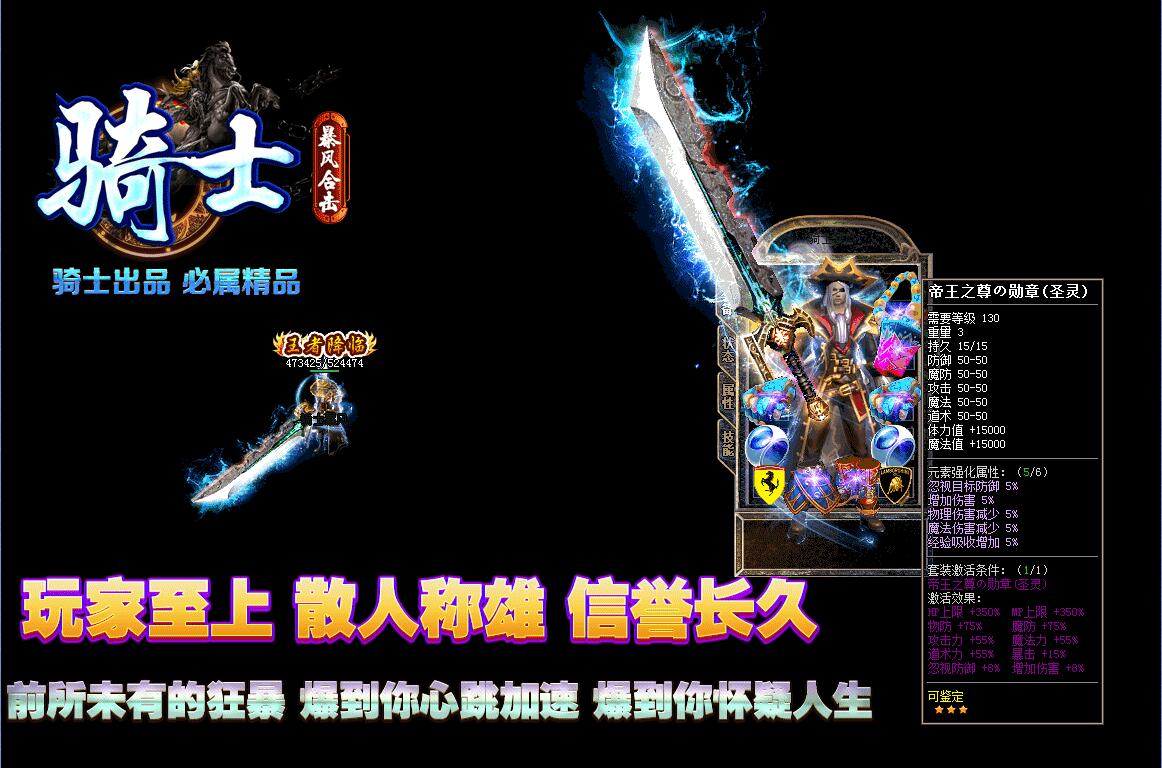 骑士
暴风合击
骑士出品 必属精品
王者降临
473425/524474
状态
属性
技能
LAMBORGHINI
帝王之尊の勋章(圣灵)
需要等级 130
重量 3
持久 15/15
防御 50-50
魔防 50-50
攻击 50-50
魔法 50-50
道术 50-50
体力值 +15000
魔法值 +15000
元素强化属性: (5/6)
忽视目标防御 5%
增加伤害 5%
物理伤害减少 5%
魔法伤害减少 5%
经验吸收增加 5%
套装激活条件: (1/1)
帝王之尊の勋章(圣灵)
激活效果:
HP上限 +350% MP上限 +350%
物防 +75% 魔防 +75%
攻击力 +55% 魔法力 +55%
道术力 +55% 暴击 +15%
忽视防御 +8% 增加伤害 +8%
可鉴定
玩家至上 散人称雄 信誉长久
前所未有的狂暴 爆到你心跳加速 爆到你怀疑人生